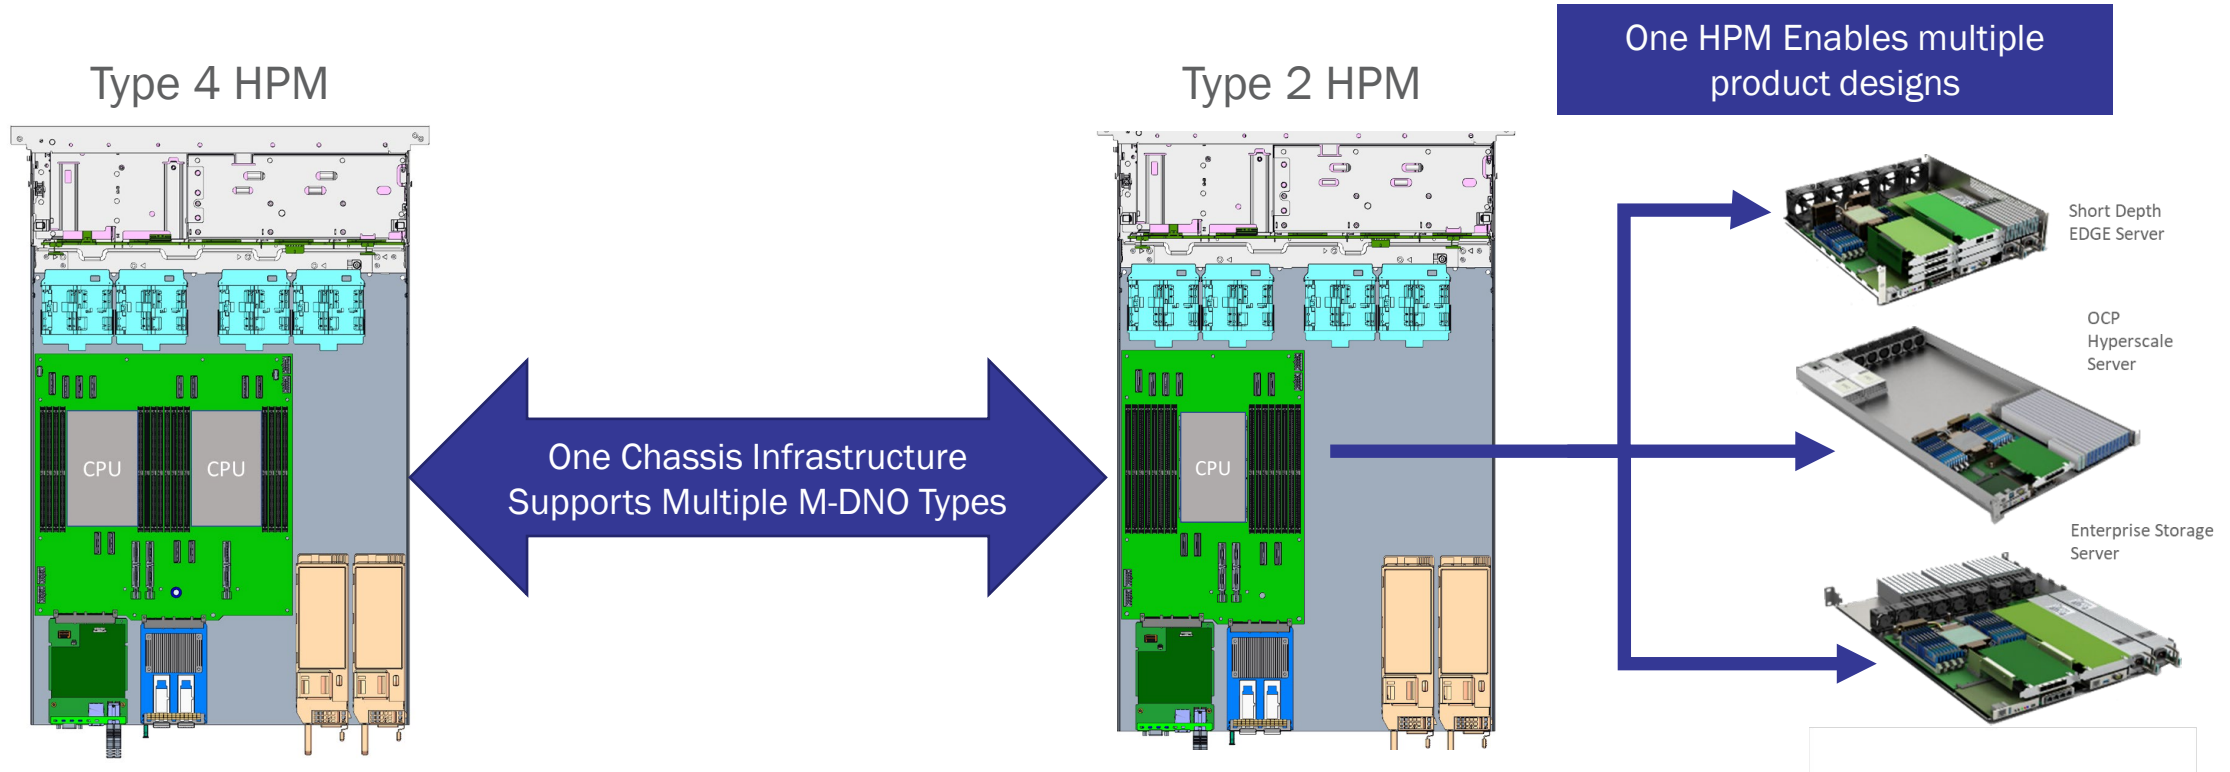 Type 4 HPM
CPU
CPU
One Chassis Infrastructure
Supports Multiple M-DNO Types
Type 2 HPM
CPU
One HPM Enables multiple
product designs
Short Depth
EDGE Server
OCP
Hyperscale
Server
Enterprise Storage
Server